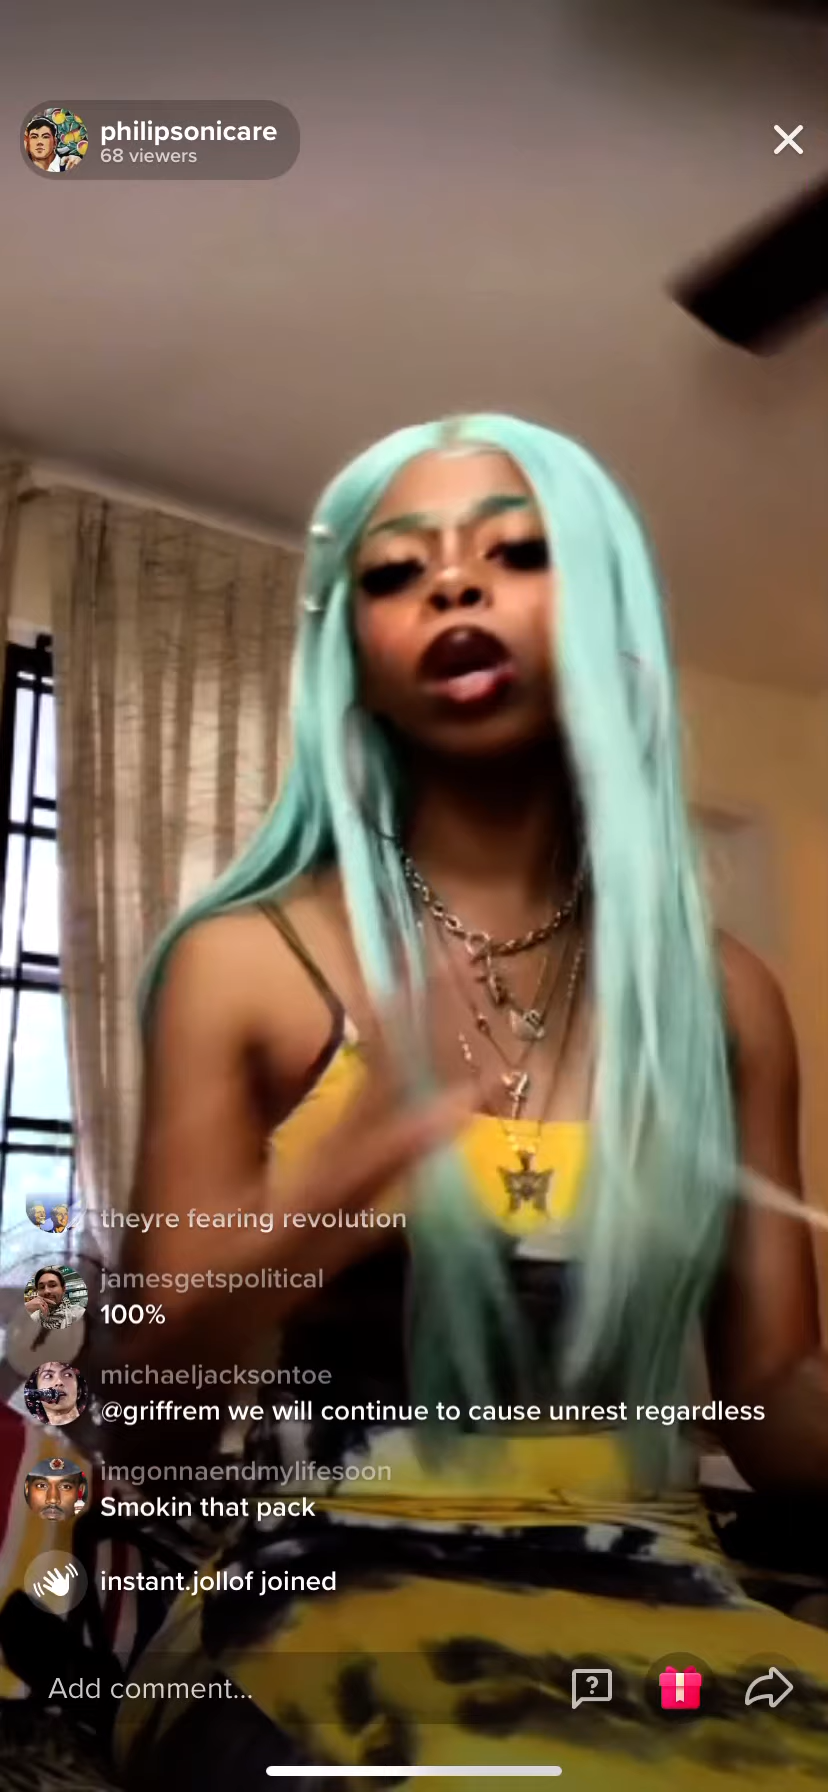 philipsonicare
68 viewers
theyre fearing revolution
jamesgetspolitical
100%
michaeljacksontoe
@griffrem we will continue to cause unrest regardless
imgonnaendmylifesoon
Smokin that pack
instant.jollof joined
Add comment...
?